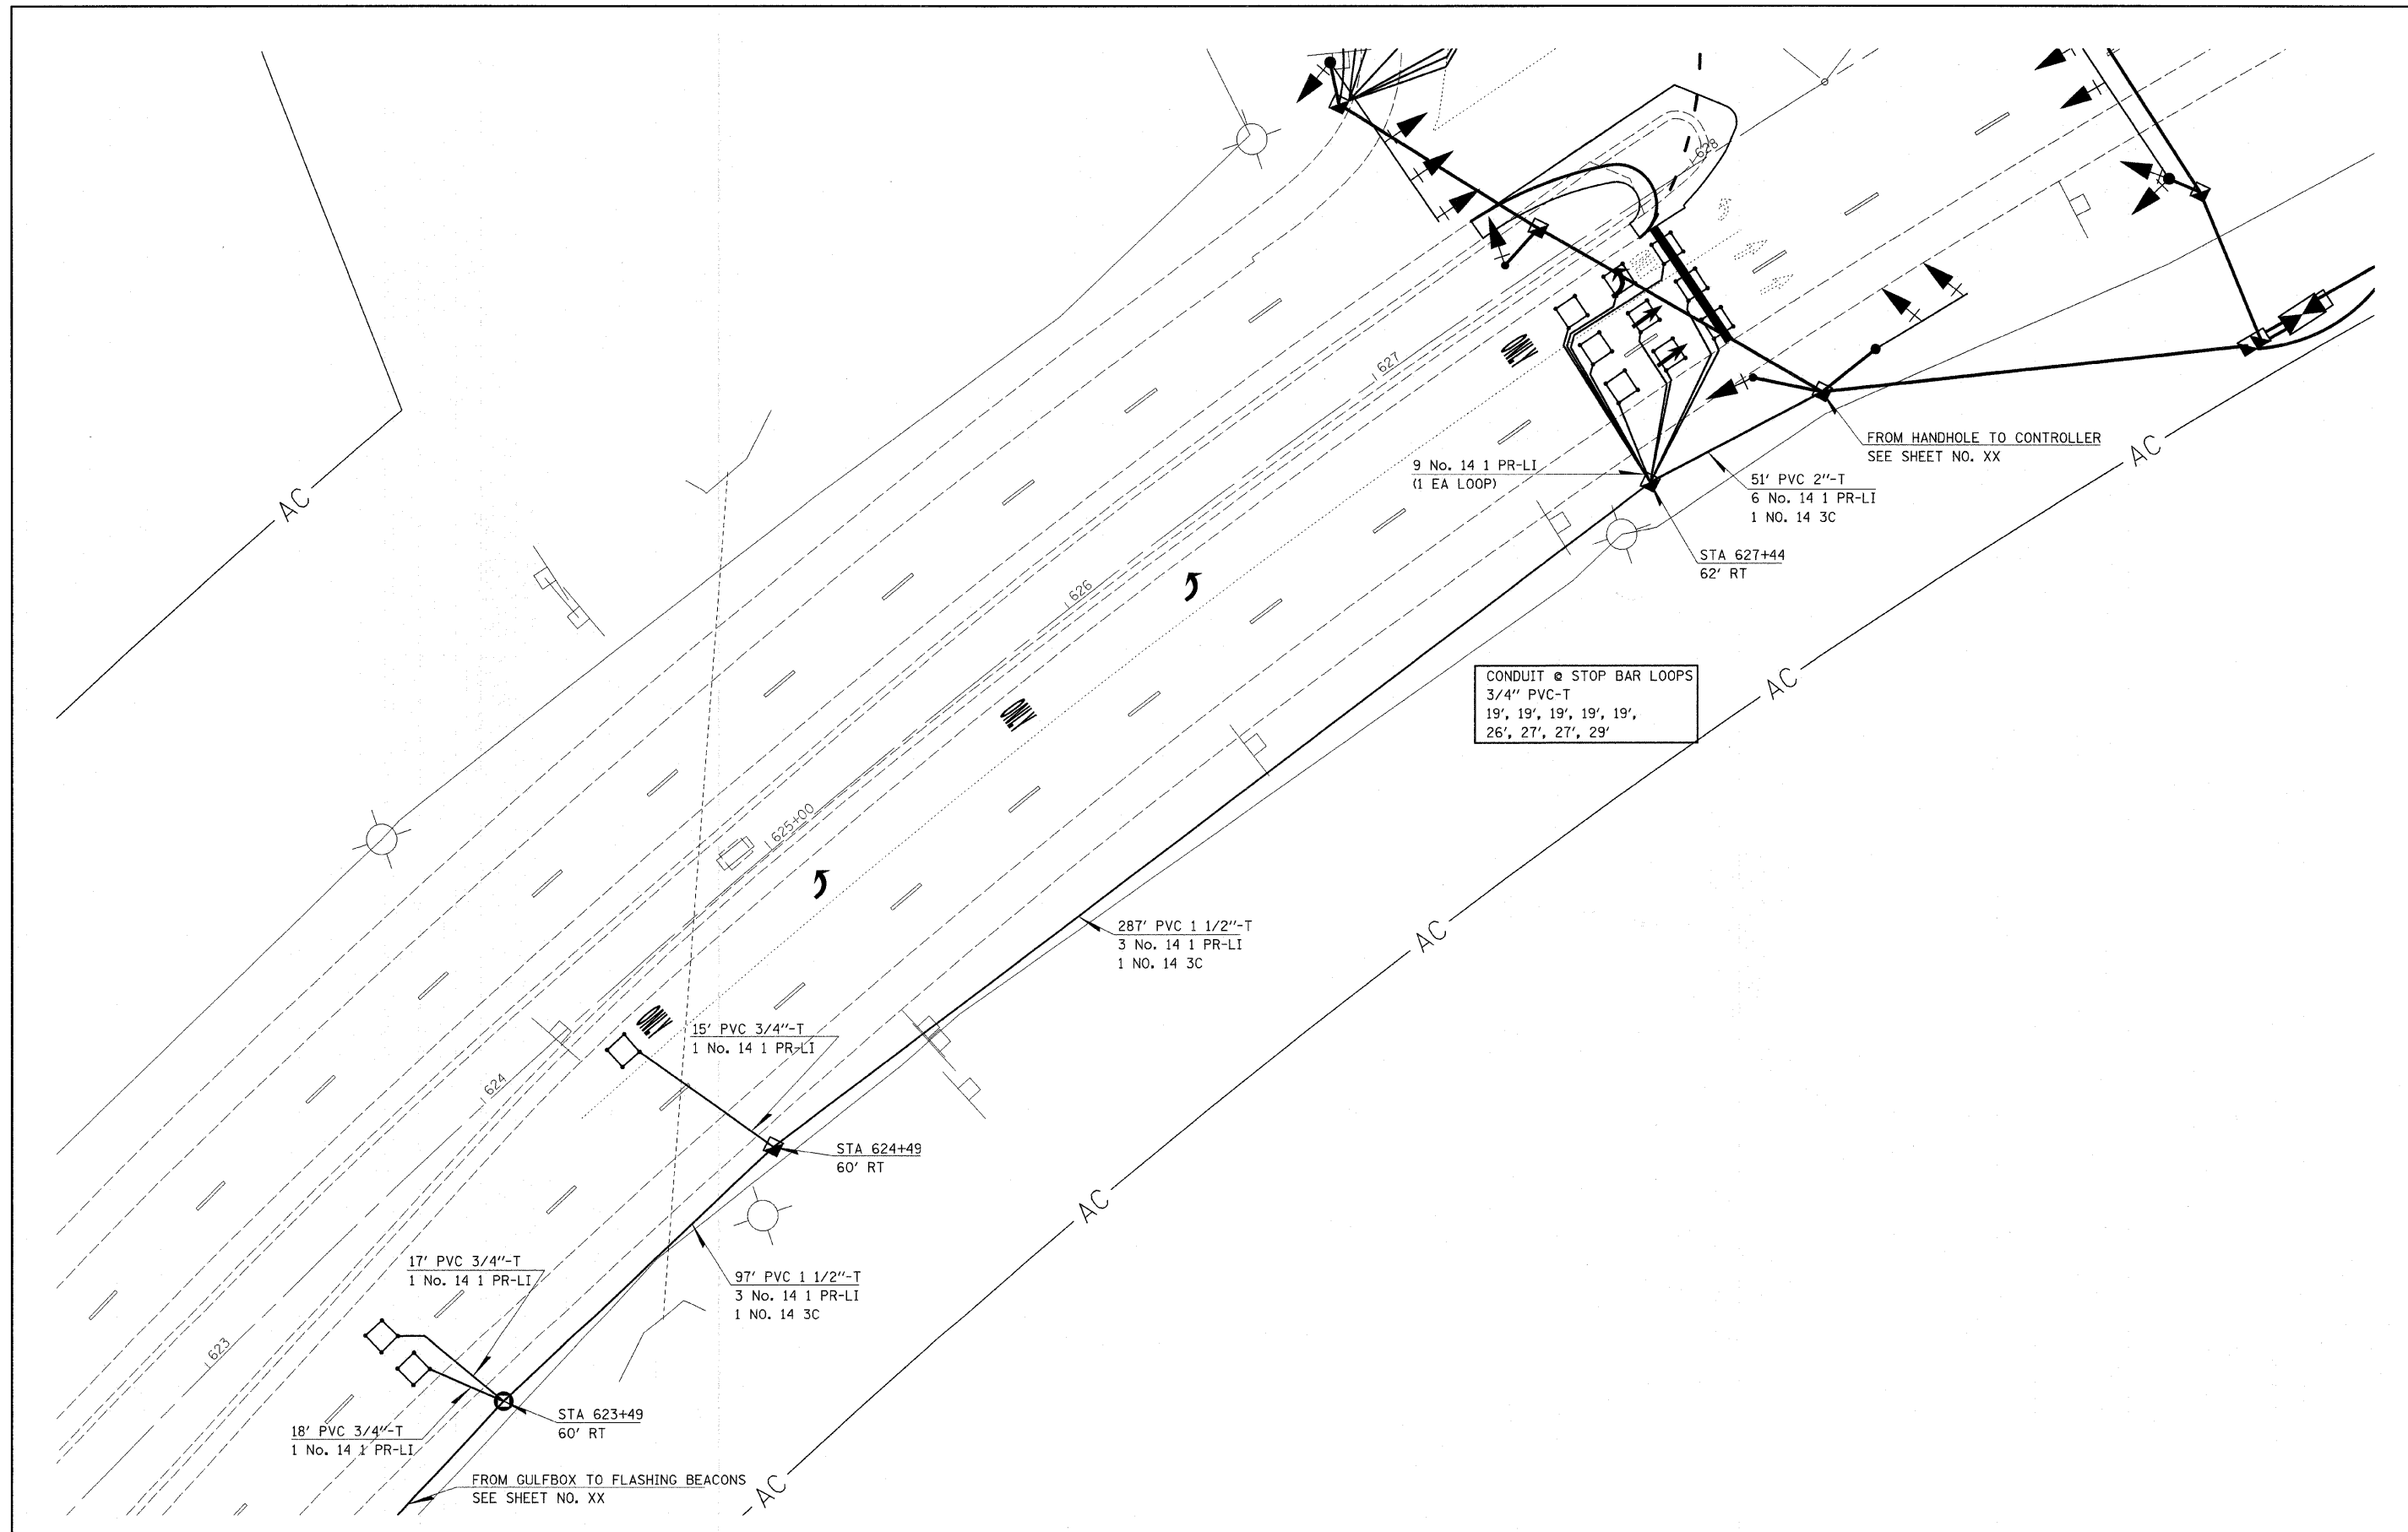 628
627
ONLY
FROM HANDHOLE TO CONTROLLER
SEE SHEET NO. XX
AC
9 No. 14 1 PR-LI
(1 EA LOOP)
51' PVC 2"-T
6 No. 14 1 PR-LI
1 NO. 14 3C
AC
STA 627+44
62' RT
626
CONDUIT @ STOP BAR LOOPS
3/4" PVC-T
19', 19', 19', 19', 19',
26', 27', 27', 29'
AC
ONLY
625+00
287' PVC 1 1/2"-T
3 No. 14 1 PR-LI
1 NO. 14 3C
AC
ONLY
15' PVC 3/4"-T
1 No. 14 1 PR-LI
624
STA 624+49
60' RT
AC
17' PVC 3/4"-T
1 No. 14 1 PR-LI
97' PVC 1 1/2"-T
3 No. 14 1 PR-LI
1 NO. 14 3C
623
STA 623+49
60' RT
18' PVC 3/4"-T
1 No. 14 1 PR-LI
FROM GULFBOX TO FLASHING BEACONS
SEE SHEET NO. XX
AC